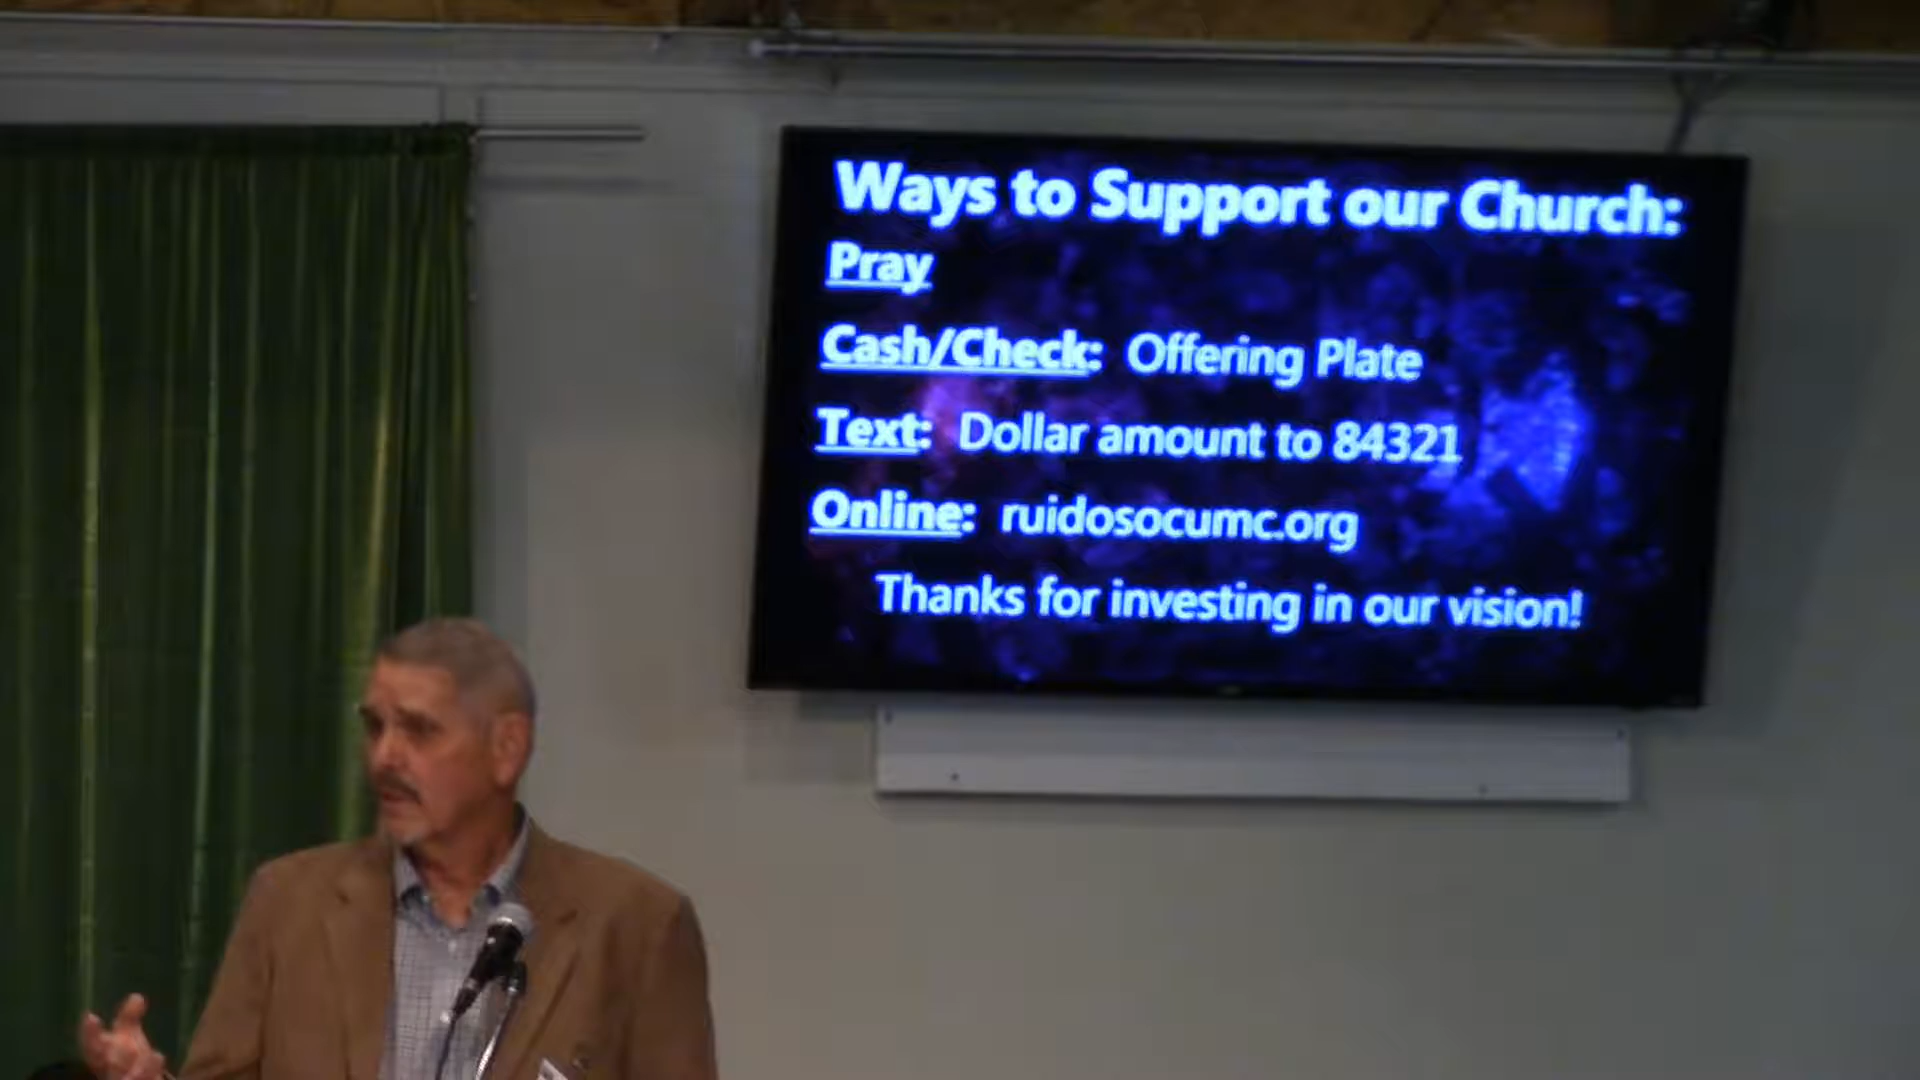 Ways to Support our Church:
Pray
Cash/Check: Offering Plate
Text: Dollar amount to 84321
Online: ruidosocumc.org
Thanks for investing in our vision!